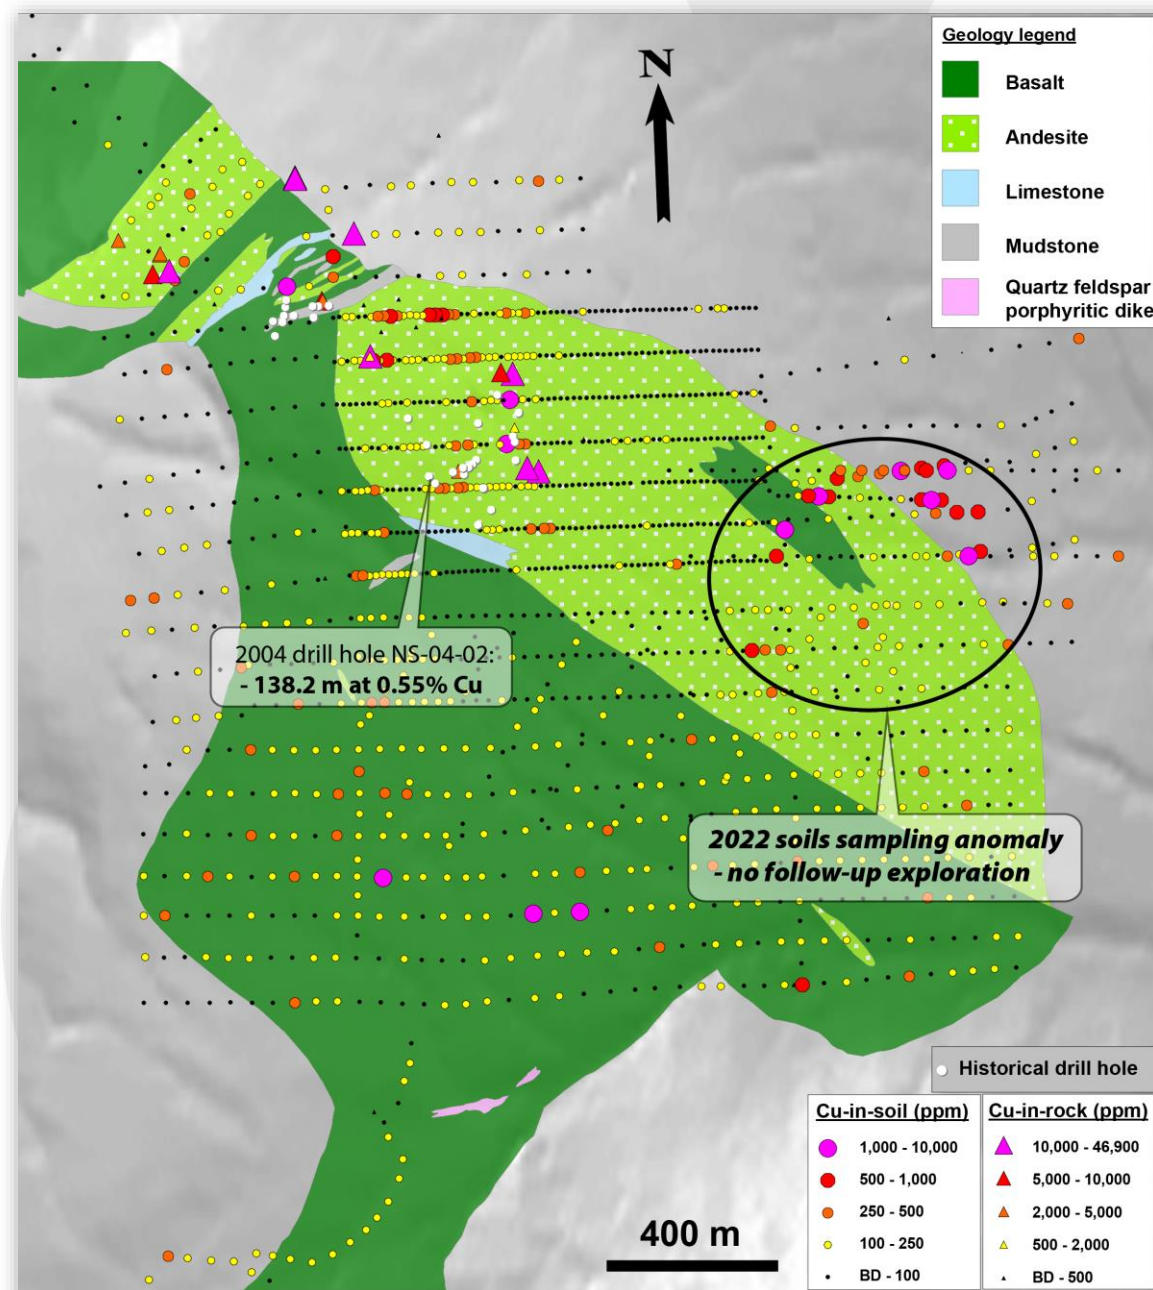 N
Geology legend
Basalt
Andesite
Limestone
Mudstone
Quartz feldspar
porphyritic dike
2004 drill hole NS-04-02:
- 138.2 m at 0.55% Cu
2022 soils sampling anomaly
- no follow-up exploration
Historical drill hole
Cu-in-soil (ppm)
1,000 - 10,000
500 - 1,000
250 - 500
100 - 250
BD - 100
Cu-in-rock (ppm)
10,000 - 46,900
5,000 - 10,000
2,000 - 5,000
500 - 2,000
BD - 500
400 m